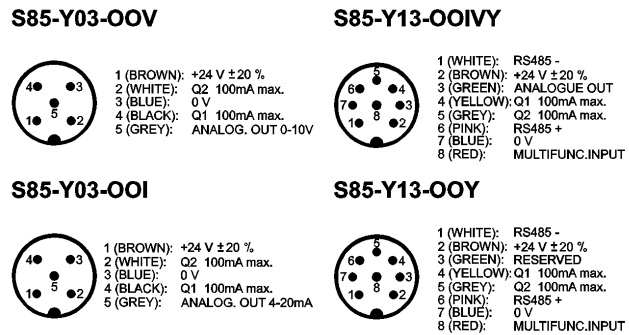 S85-Y03-OOV
4 3
5
1 2
1 (BROWN): +24 V ±20 %
2 (WHITE): Q2 100mA max.
3 (BLUE): 0 V
4 (BLACK): Q1 100mA max.
5 (GREY): ANALOG. OUT 0-10V
S85-Y13-OOIVY
5
6 4
7 3
8
1 2
1 (WHITE): RS485 -
2 (BROWN): +24 V ±20 %
3 (GREEN): ANALOGUE OUT
4 (YELLOW): Q1 100mA max.
5 (GREY): Q2 100mA max.
6 (PINK): RS485 +
7 (BLUE): 0 V
8 (RED): MULTIFUNC.INPUT
S85-Y03-OOI
4 3
5
1 2
1 (BROWN): +24 V ±20 %
2 (WHITE): Q2 100mA max.
3 (BLUE): 0 V
4 (BLACK): Q1 100mA max.
5 (GREY): ANALOG. OUT 4-20mA
S85-Y13-OOY
5
6 4
7 3
8
1 2
1 (WHITE): RS485 -
2 (BROWN): +24 V ±20 %
3 (GREEN): RESERVED
4 (YELLOW): Q1 100mA max.
5 (GREY): Q2 100mA max.
6 (PINK): RS485 +
7 (BLUE): 0 V
8 (RED): MULTIFUNC.INPUT